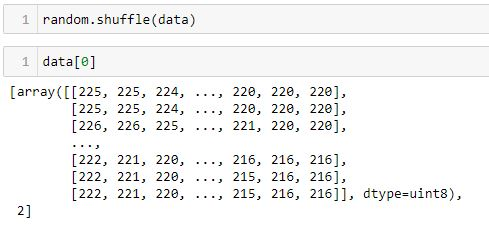 1 random.shuffle(data)
1 data[0]
[array([[225, 225, 224, ..., 220, 220, 220],
[225, 225, 224, ..., 220, 220, 220],
[226, 226, 225, ..., 221, 220, 220],
...,
[222, 221, 220, ..., 216, 216, 216],
[222, 221, 220, ..., 215, 216, 216],
[222, 221, 220, ..., 215, 216, 216]], dtype=uint8),
2]